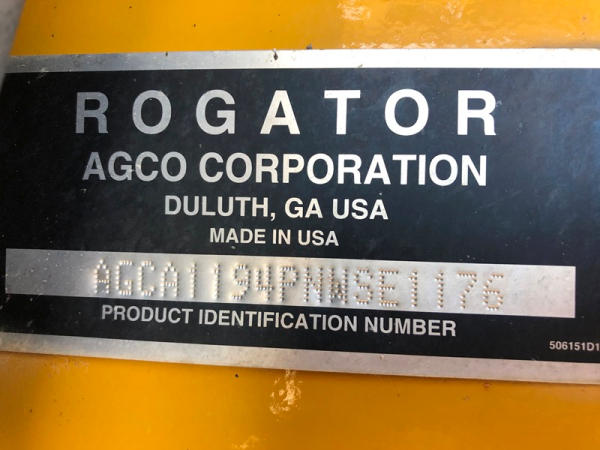 ROGATOR
AGCO CORPORATION
DULUTH, GA USA
MADE IN USA
AGCA1194PNWSE1176
PRODUCT IDENTIFICATION NUMBER
506151D1